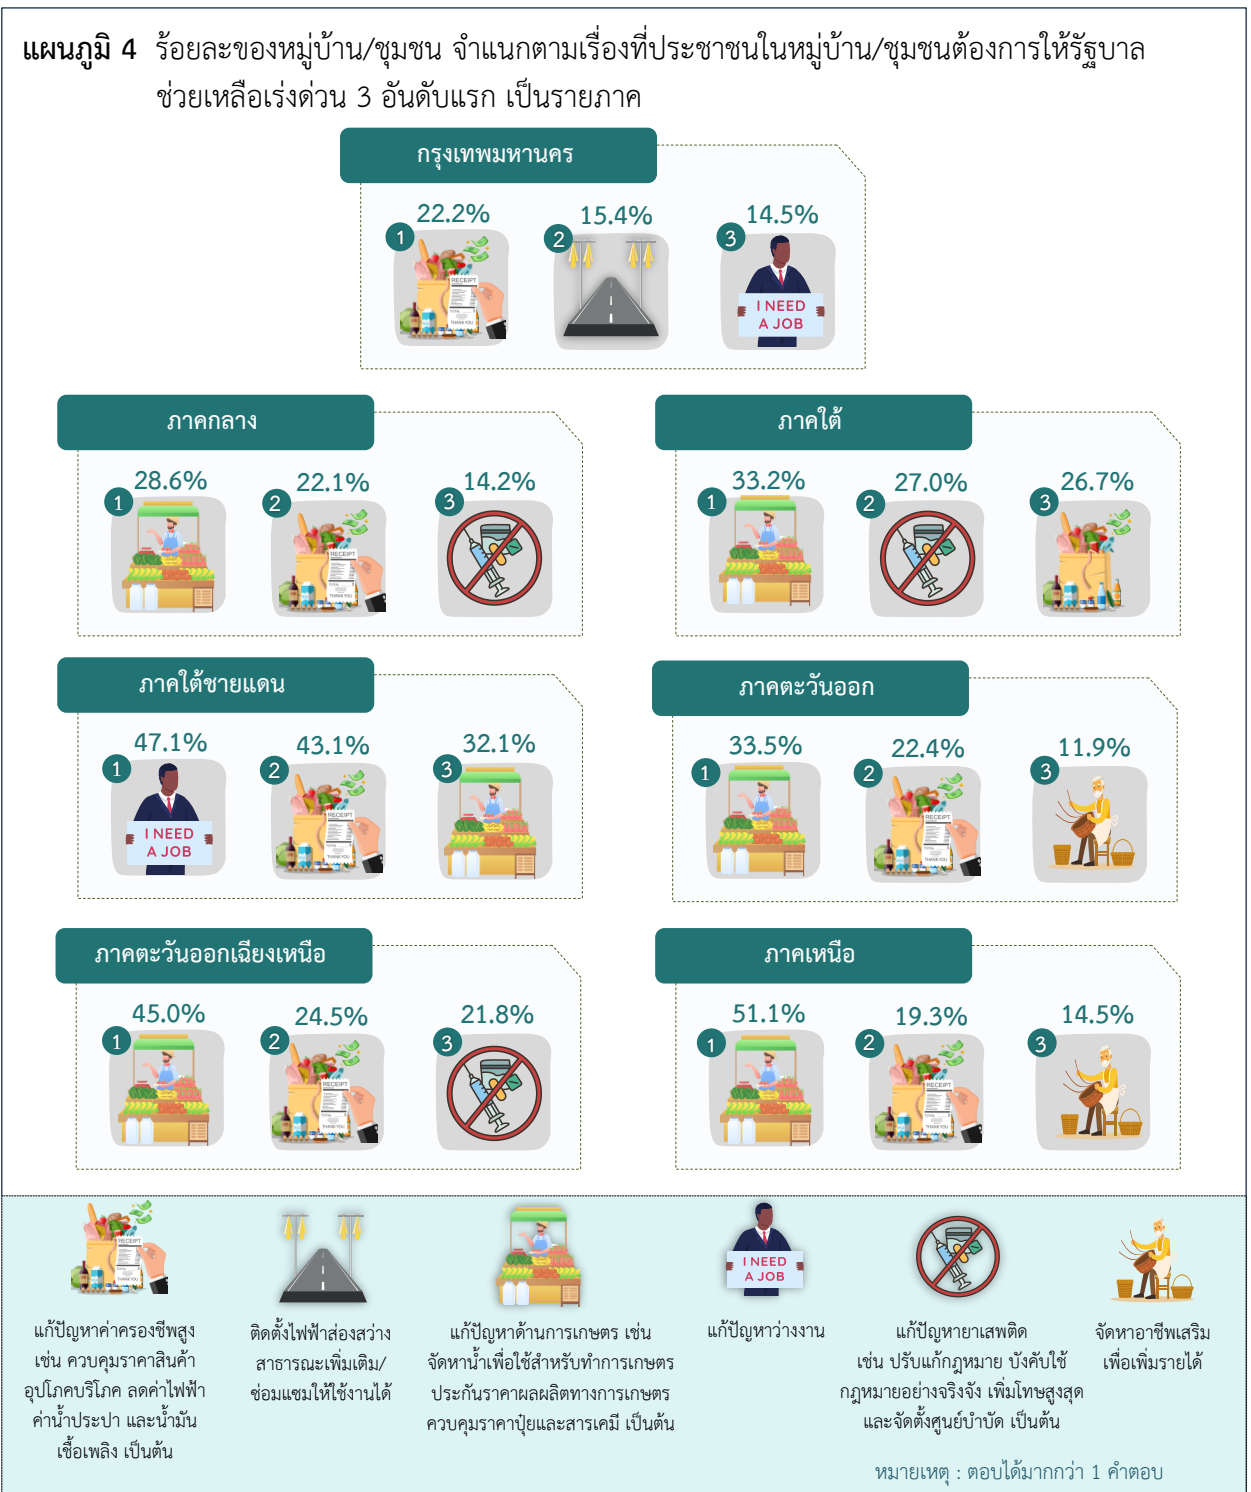 แผนภูมิ 4 ร้อยละของหมู่บ้าน/ชุมชน จำแนกตามเรื่องที่ประชาชนในหมู่บ้าน/ชุมชนต้องการให้รัฐบาล
ช่วยเหลือเร่งด่วน 3 อันดับแรก เป็นรายภาค
กรุงเทพมหานคร
22.2% 15.4% 14.5%
1 2 3
RECEIPT
TOTAL
THANK YOU
I NEED
A JOB
ภาคกลาง
28.6% 22.1% 14.2%
1 2 3
RECEIPT
TOTAL
THANK YOU
ภาคใต้
33.2% 27.0% 26.7%
1 2 3
ภาคใต้ชายแดน
47.1% 43.1% 32.1%
1 2 3
I NEED
A JOB
RECEIPT
TOTAL
THANK YOU
ภาคตะวันออก
33.5% 22.4% 11.9%
1 2 3
RECEIPT
TOTAL
THANK YOU
ภาคตะวันออกเฉียงเหนือ
45.0% 24.5% 21.8%
1 2 3
RECEIPT
TOTAL
THANK YOU
ภาคเหนือ
51.1% 19.3% 14.5%
1 2 3
RECEIPT
TOTAL
THANK YOU
RECEIPT
THANK YOU
แก้ปัญหาค่าครองชีพสูง
เช่น ควบคุมราคาสินค้า
อุปโภคบริโภค ลดค่าไฟฟ้า
ค่าน้ำประปา และน้ำมัน
เชื้อเพลิง เป็นต้น
ติดตั้งไฟฟ้าส่องสว่าง
สาธารณะเพิ่มเติม/
ซ่อมแซมให้ใช้งานได้
แก้ปัญหาด้านการเกษตร เช่น
จัดหาน้ำเพื่อใช้สำหรับทำการเกษตร
ประกันราคาผลผลิตทางการเกษตร
ควบคุมราคาปุ๋ยและสารเคมี เป็นต้น
I NEED
A JOB
แก้ปัญหาว่างงาน
แก้ปัญหายาเสพติด
เช่น ปรับแก้กฎหมาย บังคับใช้
กฎหมายอย่างจริงจัง เพิ่มโทษสูงสุด
และจัดตั้งศูนย์บำบัด เป็นต้น
จัดหาอาชีพเสริม
เพื่อเพิ่มรายได้
หมายเหตุ : ตอบได้มากกว่า 1 คำตอบ